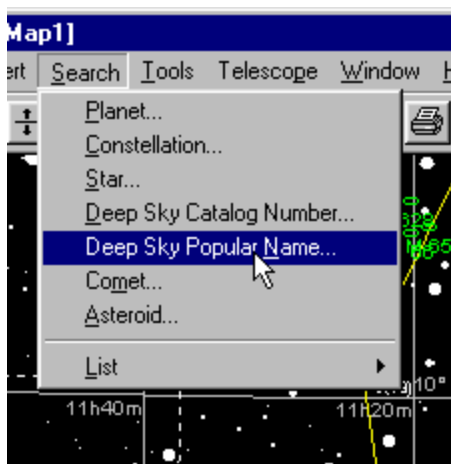 Map1]
ert Search Tools Telescope Window H
Planet...
Constellation...
Star...
Deep Sky Catalog Number...
Deep Sky Popular Name...
Comet...
Asteroid...
List
10°
11h40m 11h20m